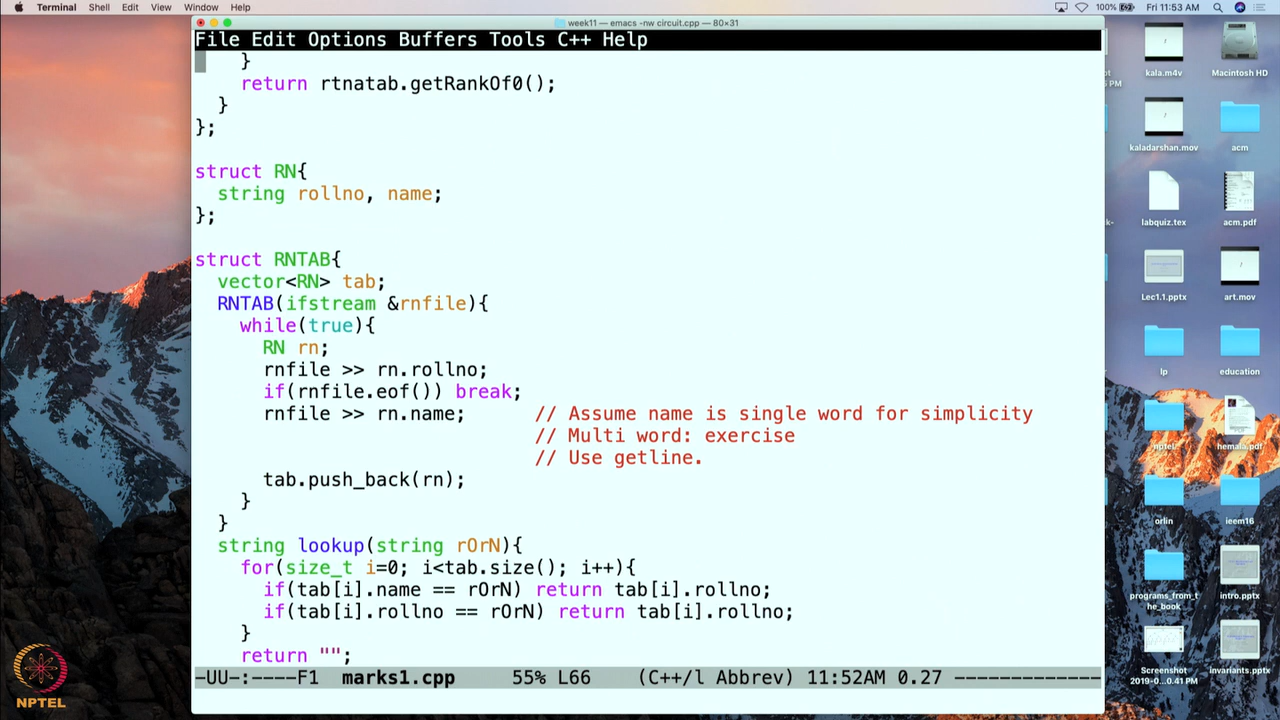 Terminal Shell Edit View Window Help
100% Fri 11:53 AM
week11 — emacs -nw circuit.cpp — 80×31
File Edit Options Buffers Tools C++ Help
}
return rtnatab.getRankOf0();
}
};
struct RN{
string rollno, name;
};
struct RNTAB{
vector<RN> tab;
RNTAB(ifstream &rnfile){
while(true){
RN rn;
rnfile >> rn.rollno;
if(rnfile.eof()) break;
rnfile >> rn.name; // Assume name is single word for simplicity
// Multi word: exercise
// Use getline.
tab.push_back(rn);
}
}
string lookup(string rOrN){
for(size_t i=0; i<tab.size(); i++){
if(tab[i].name == rOrN) return tab[i].rollno;
if(tab[i].rollno == rOrN) return tab[i].rollno;
}
return "";
-UU-:----F1 marks1.cpp 55% L66 (C++/l Abbrev) 11:52AM 0.27 -------------
kala.m4v
Macintosh HD
kaladarshan.mov
acm
labquiz.tex
acm.pdf
Lec1.1.pptx
art.mov
lp
education
nptel
hemala.pdf
orlin
ieem16
programs_from_t
he_book
intro.pptx
Screenshot
2019-0...0.41 PM
invariants.pptx
NPTEL